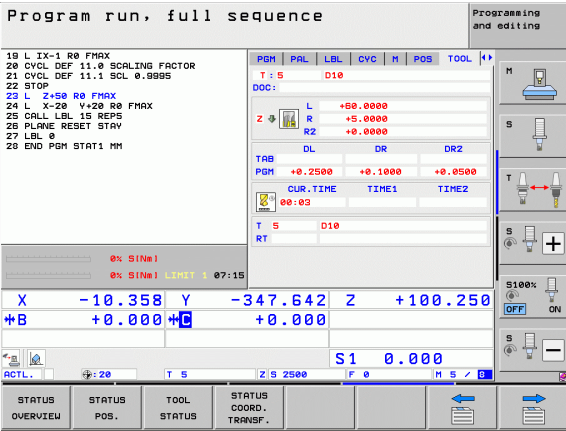 Program run, full sequence
Programming
and editing
19 L IX-1 R0 FMAX
20 CYCL DEF 11.0 SCALING FACTOR
21 CYCL DEF 11.1 SCL 0.9995
22 STOP
23 L Z+50 R0 FMAX
24 L X-20 Y+20 R0 FMAX
25 CALL LBL 15 REP5
26 PLANE RESET STAY
27 LBL 0
28 END PGM STAT1 MM
PGM PAL LBL CYC M POS TOOL
T : 5 D10
DOC:
L +60.0000
Z R +5.0000
R2 +0.0000
DL DR DR2
TAB
PGM +0.2500 +0.1000 +0.0500
CUR.TIME TIME1 TIME2
00:03
T 5 D10
RT
0% S[Nm]
0% S[Nm] LIMIT 1 07:15
X -10.358 Y -347.642 Z +100.250
+B +0.000 +C +0.000
S1 0.000
ACTL. :20 T 5 Z S 2500 F 0 M 5 / 8
M
S
T
S
+
S100%
OFF ON
S
−
STATUS
OVERVIEW
STATUS
POS.
TOOL
STATUS
STATUS
COORD.
TRANSF.